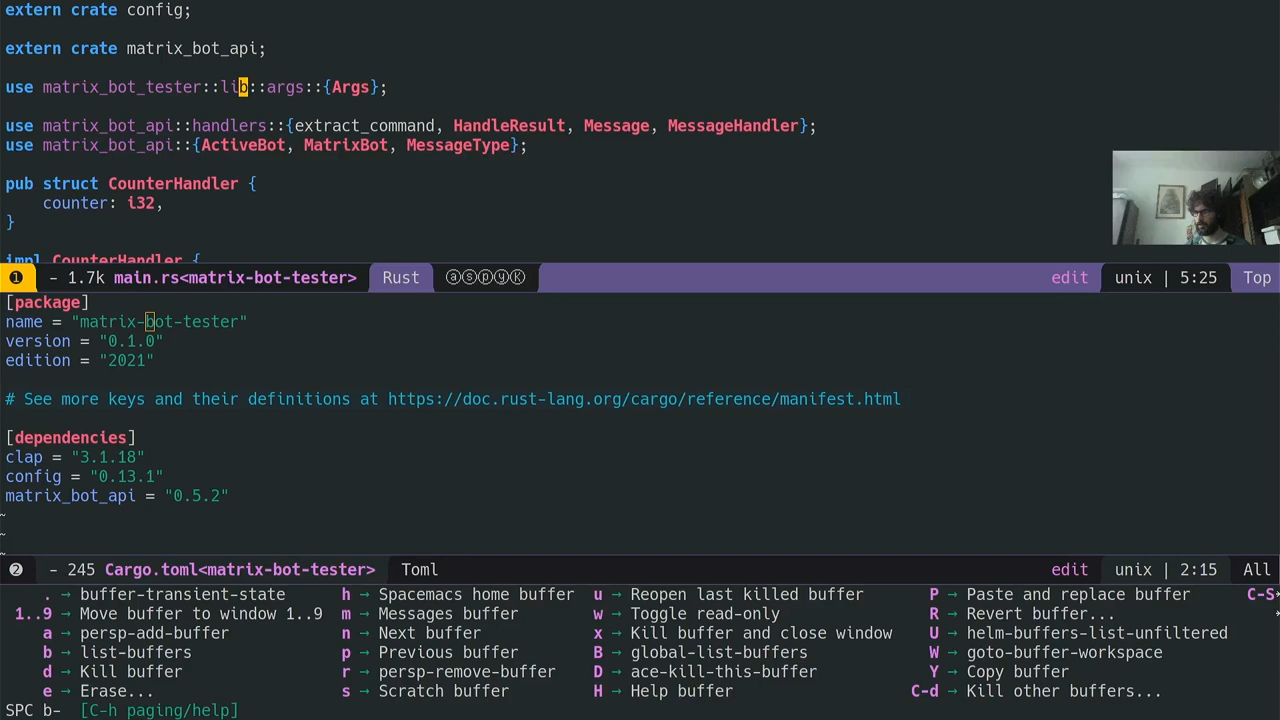 extern crate config;
extern crate matrix_bot_api;
use matrix_bot_tester::lib::args::{Args};
use matrix_bot_api::handlers::{extract_command, HandleResult, Message, MessageHandler};
use matrix_bot_api::{ActiveBot, MatrixBot, MessageType};
pub struct CounterHandler {
    counter: i32,
}
impl CounterHandler {
❶ - 1.7k main.rs<matrix-bot-tester> Rust ⓐⓢⓟⓨⓚ edit unix | 5:25 Top
[package]
name = "matrix-bot-tester"
version = "0.1.0"
edition = "2021"
# See more keys and their definitions at https://doc.rust-lang.org/cargo/reference/manifest.html
[dependencies]
clap = "3.1.18"
config = "0.13.1"
matrix_bot_api = "0.5.2"
~
~
~
❷ - 245 Cargo.toml<matrix-bot-tester> Toml edit unix | 2:15 All
. → buffer-transient-state h → Spacemacs home buffer u → Reopen last killed buffer P → Paste and replace buffer C-S→
1..9 → Move buffer to window 1..9 m → Messages buffer w → Toggle read-only R → Revert buffer...
a → persp-add-buffer n → Next buffer x → Kill buffer and close window U → helm-buffers-list-unfiltered
b → list-buffers p → Previous buffer B → global-list-buffers W → goto-buffer-workspace
d → Kill buffer r → persp-remove-buffer D → ace-kill-this-buffer Y → Copy buffer
e → Erase... s → Scratch buffer H → Help buffer C-d → Kill other buffers...
SPC b- [C-h paging/help]